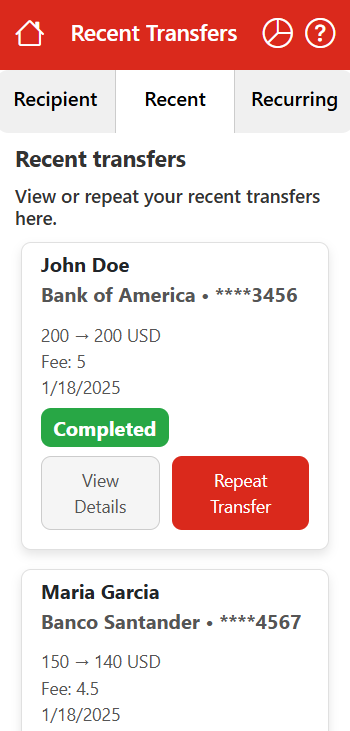 Recent Transfers ?
Recipient Recent Recurring
Recent transfers
View or repeat your recent transfers
here.
John Doe
Bank of America • ****3456
200 → 200 USD
Fee: 5
1/18/2025
Completed
View
Details
Repeat
Transfer
Maria Garcia
Banco Santander • ****4567
150 → 140 USD
Fee: 4.5
1/18/2025